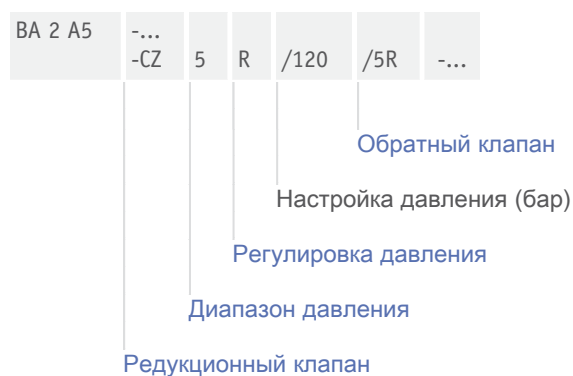 BA 2 A5 -...
-CZ 5 R /120 /5R -...
Обратный клапан
Настройка давления (бар)
Регулировка давления
Диапазон давления
Редукционный клапан